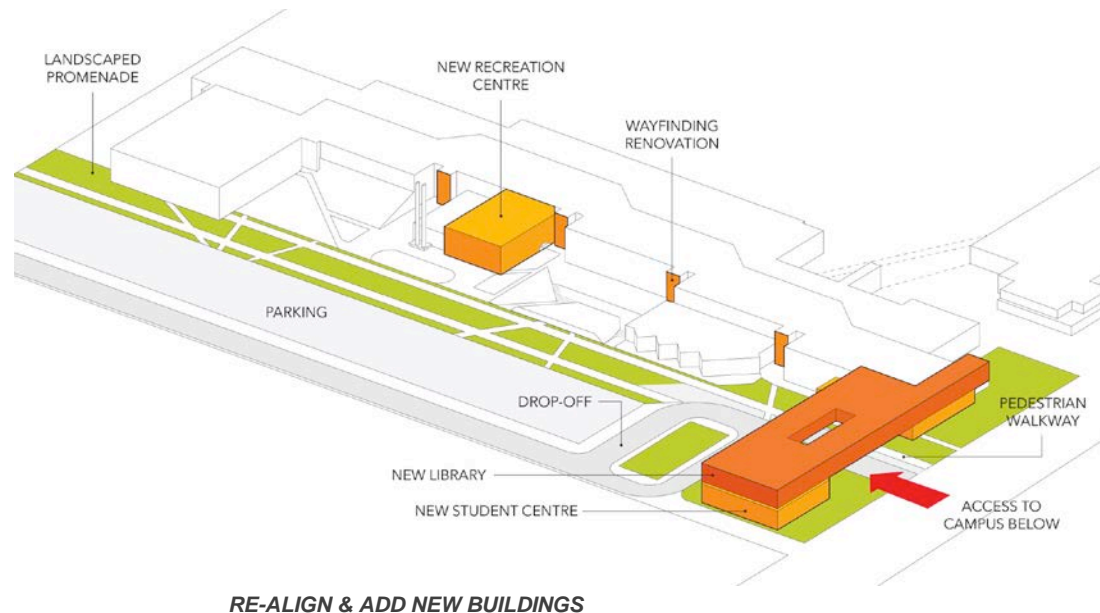 LANDSCAPED
PROMENADE
NEW RECREATION
CENTRE
WAYFINDING
RENOVATION
PARKING
DROP-OFF
PEDESTRIAN
WALKWAY
NEW LIBRARY
NEW STUDENT CENTRE
ACCESS TO
CAMPUS BELOW
RE-ALIGN & ADD NEW BUILDINGS